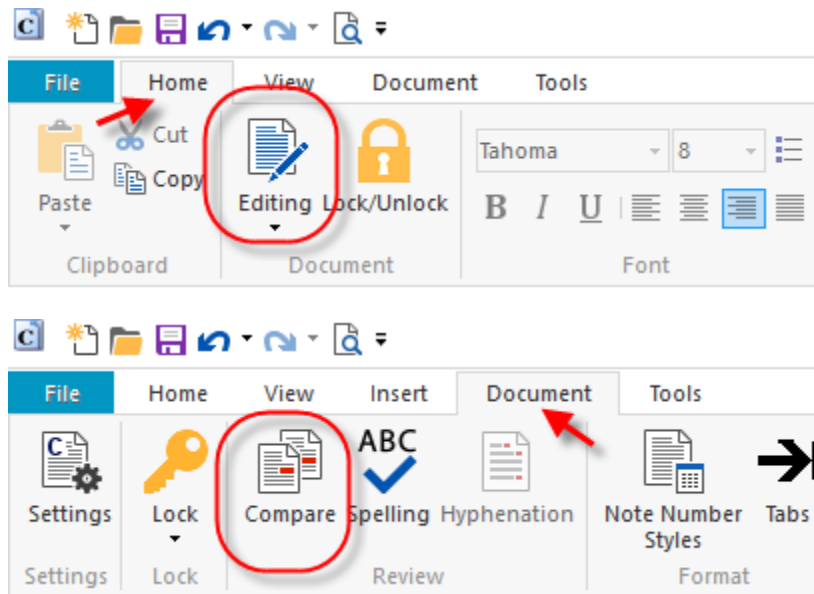 C
File Home View Document Tools
Paste Cut Copy Editing Lock/Unlock Tahoma 8
B I U
Clipboard Document Font
C
File Home View Insert Document Tools
C ABC
Settings Lock Compare Spelling Hyphenation Note Number Styles Tabs
Settings Lock Review Format